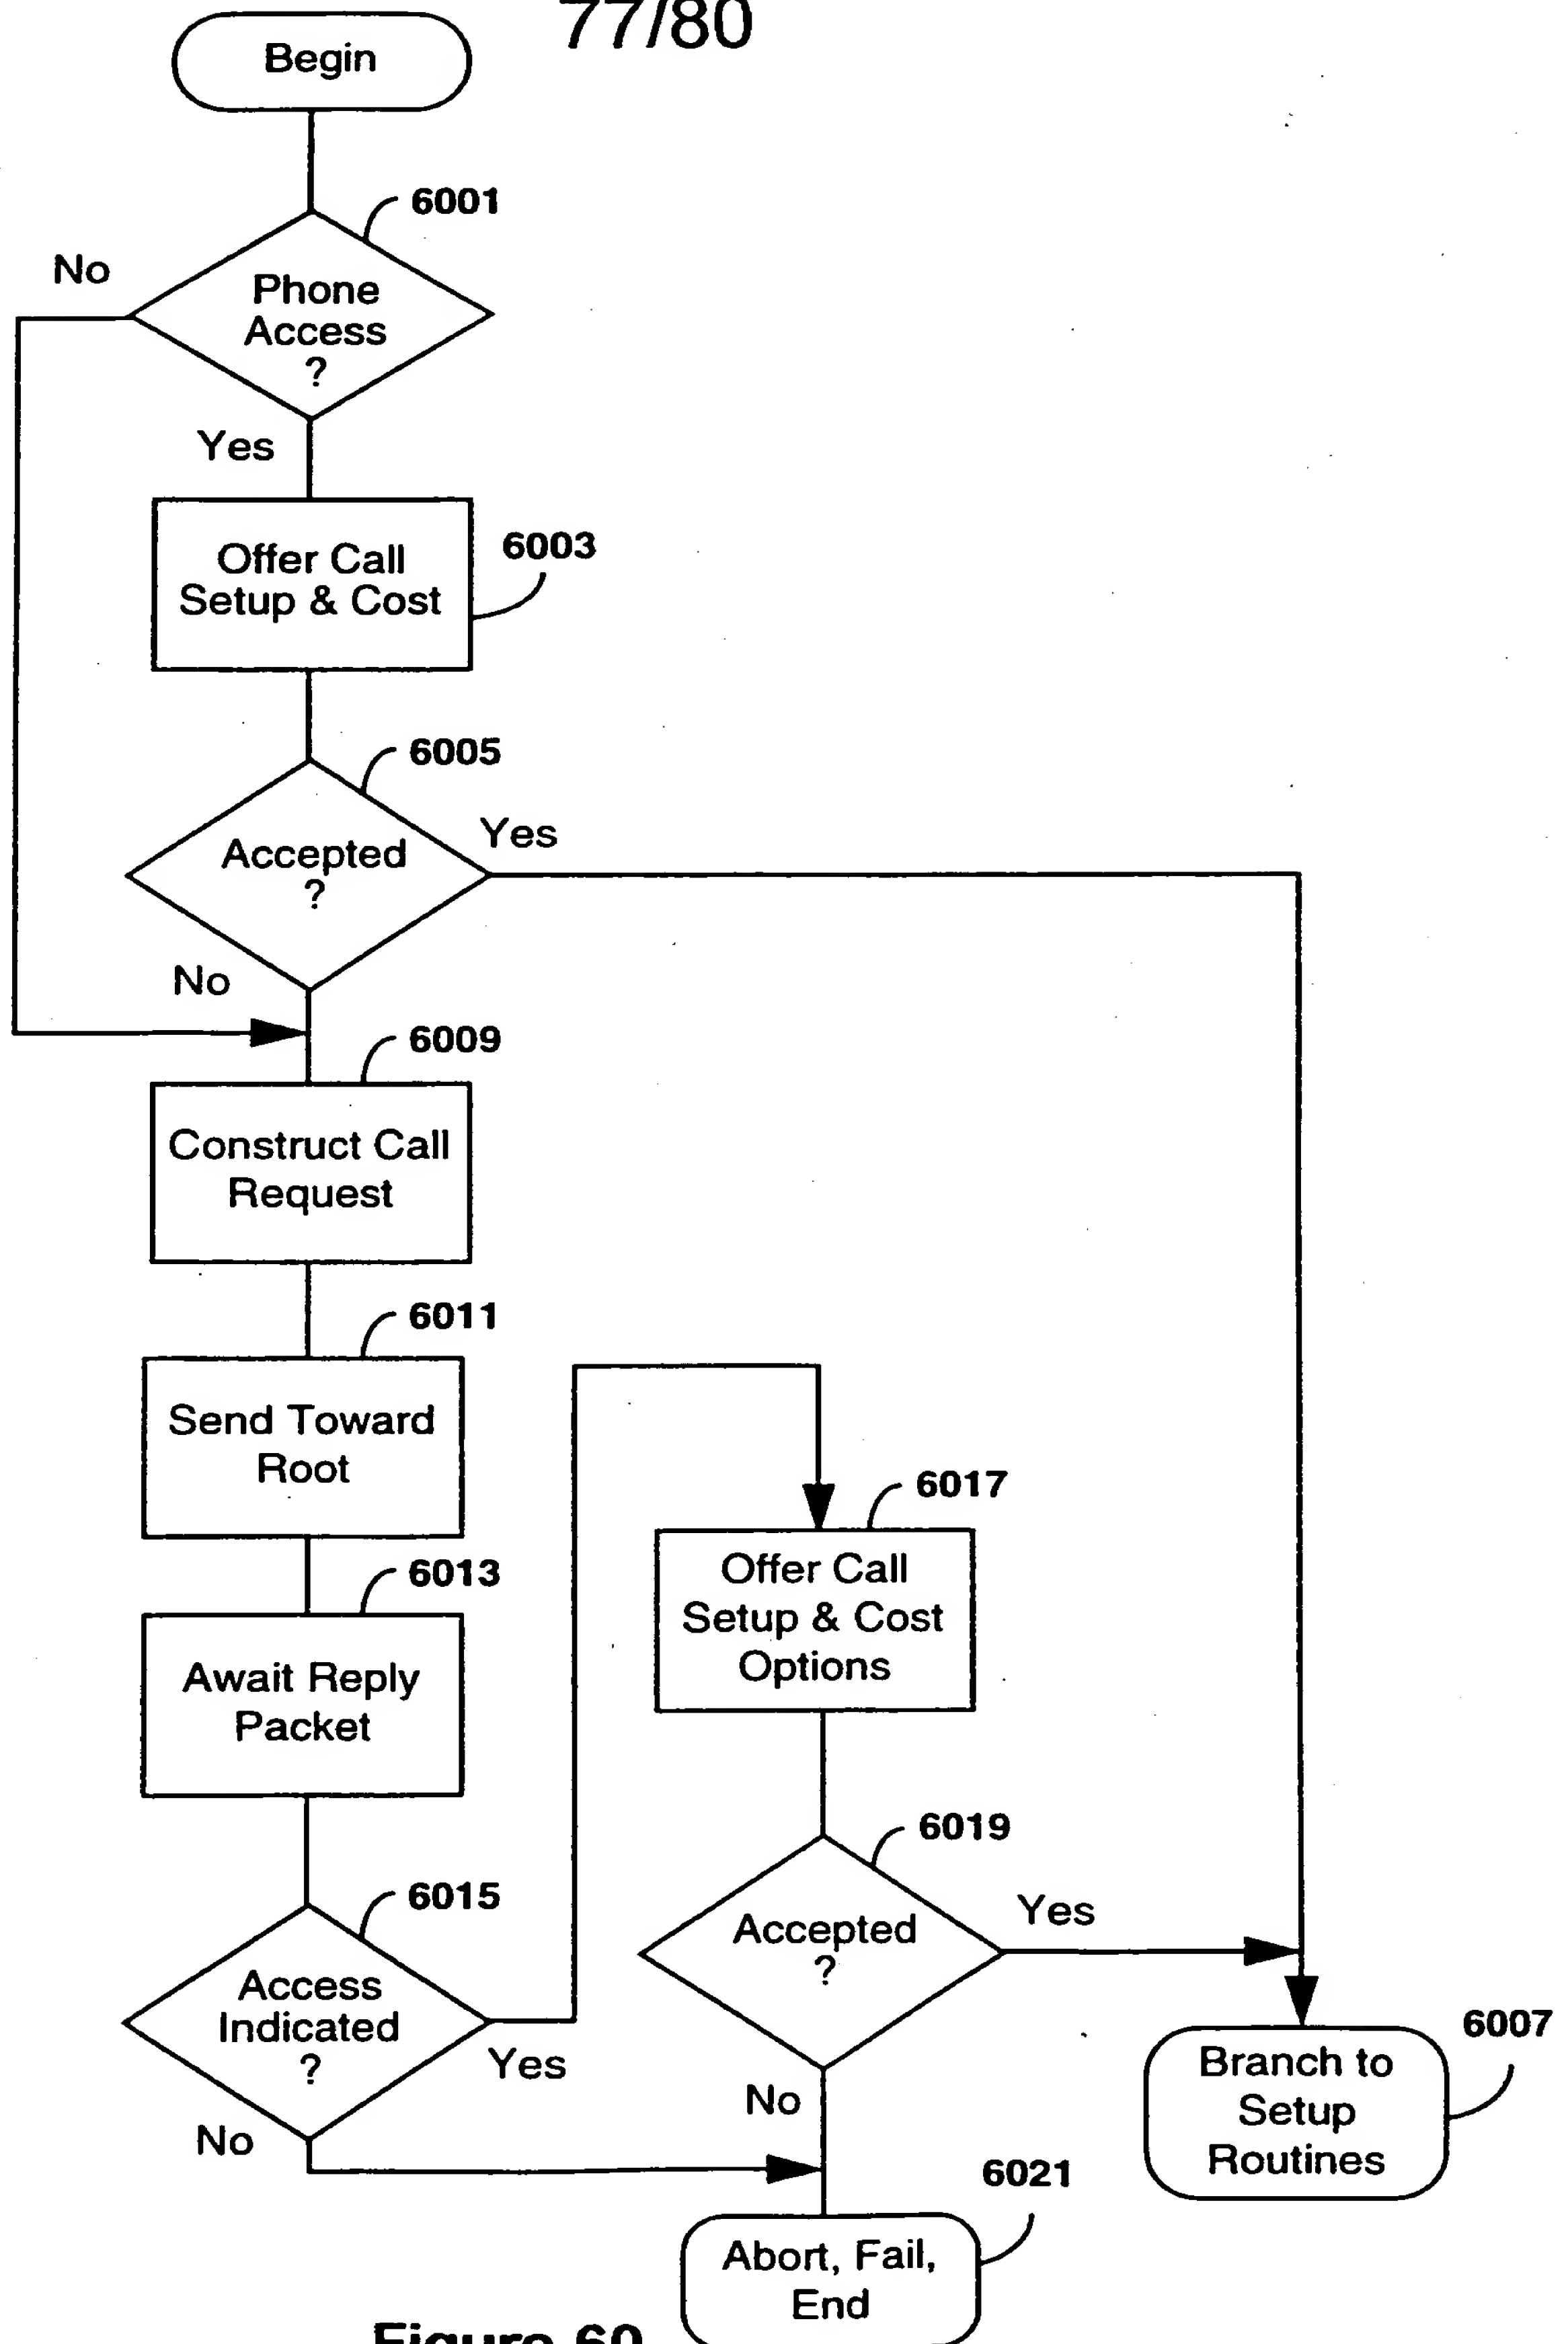 77/80
Begin
6001
No
Phone
Access
?
Yes
Offer Call
Setup & Cost
6003
6005
Accepted
?
Yes
No
6009
Construct Call
Request
6011
Send Toward
Root
6013
Await Reply
Packet
6015
Access
Indicated
?
Yes
No
6017
Offer Call
Setup & Cost
Options
6019
Accepted
?
Yes
No
6007
Branch to
Setup
Routines
6021
Abort, Fail,
End
Figure 60